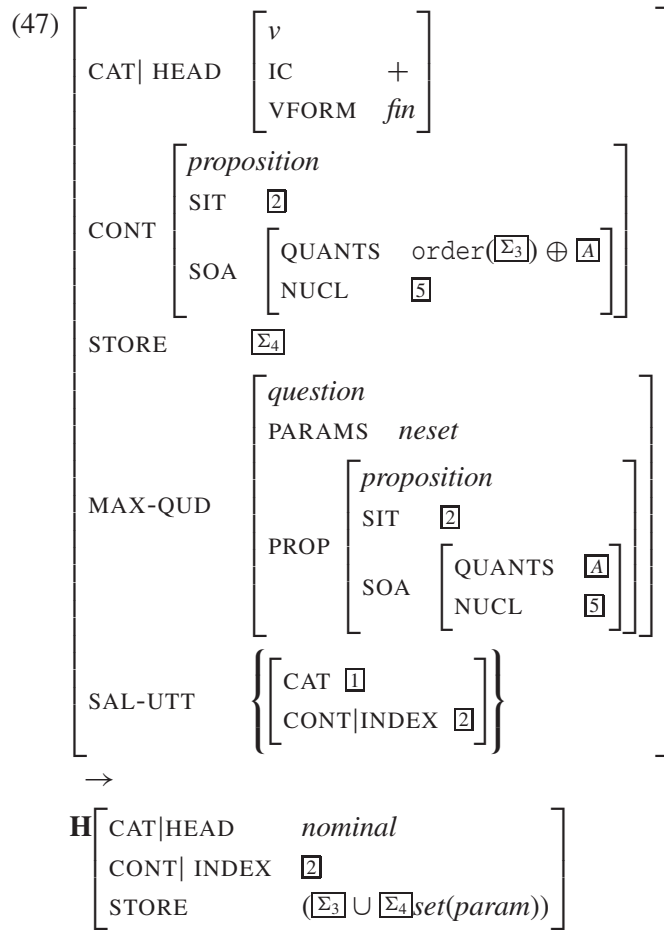 (47)
v
CAT| HEAD IC +
VFORM fin
proposition
SIT 2
CONT QUANTS order(Σ3) ⊕ A
SOA
NUCL 5
STORE Σ4
question
PARAMS neset
proposition
MAX-QUD SIT 2
PROP
QUANTS A
SOA
NUCL 5
CAT 1
SAL-UTT
CONT|INDEX 2
→
H CAT|HEAD nominal
CONT| INDEX 2
STORE (Σ3 ∪ Σ4set(param))